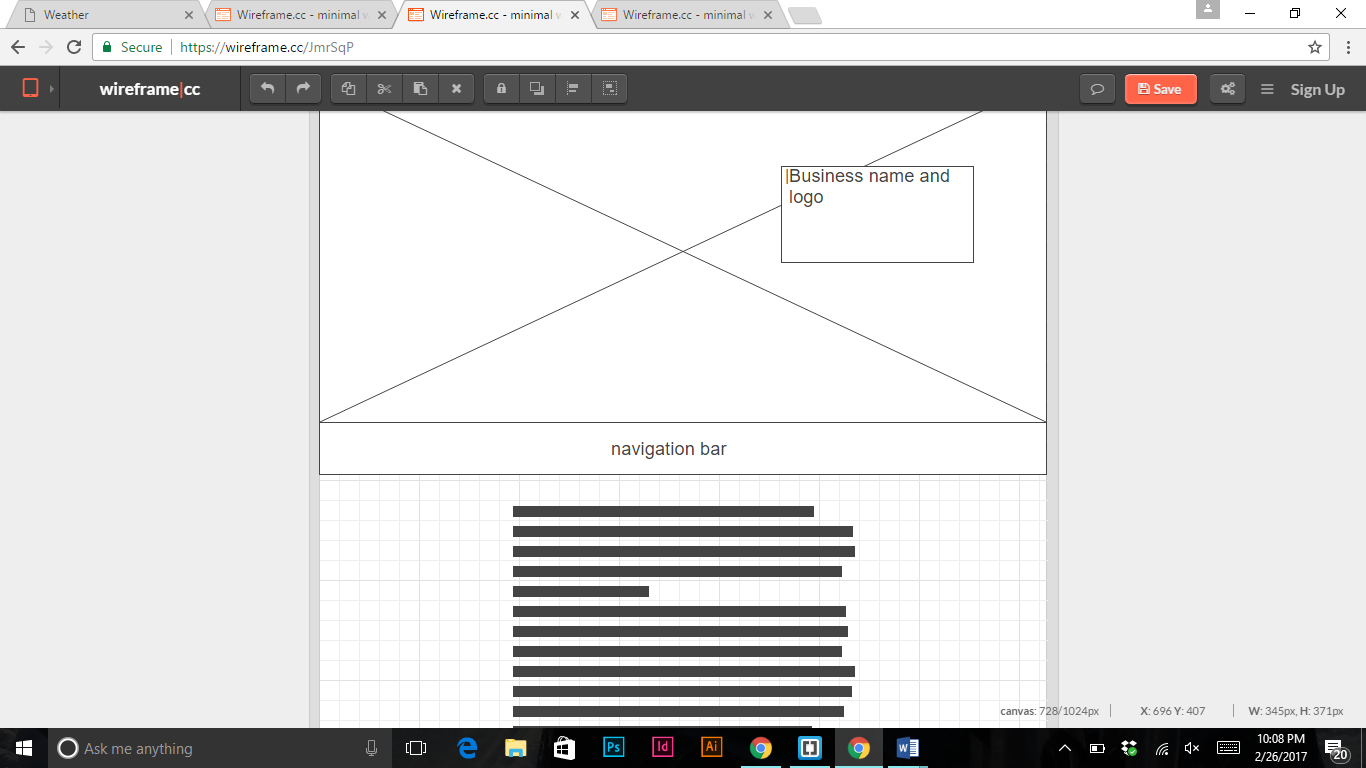 Weather
Wireframe.cc - minimal w
Wireframe.cc - minimal w
Wireframe.cc - minimal w
Secure
https://wireframe.cc/JmrSqP
wireframe|cc
Save
Sign Up
Business name and
logo
navigation bar
canvas: 728/1024px
X: 696 Y: 407
W: 345px, H: 371px
Ask me anything
Ps
Id
Ai
10:08 PM
2/26/2017
20